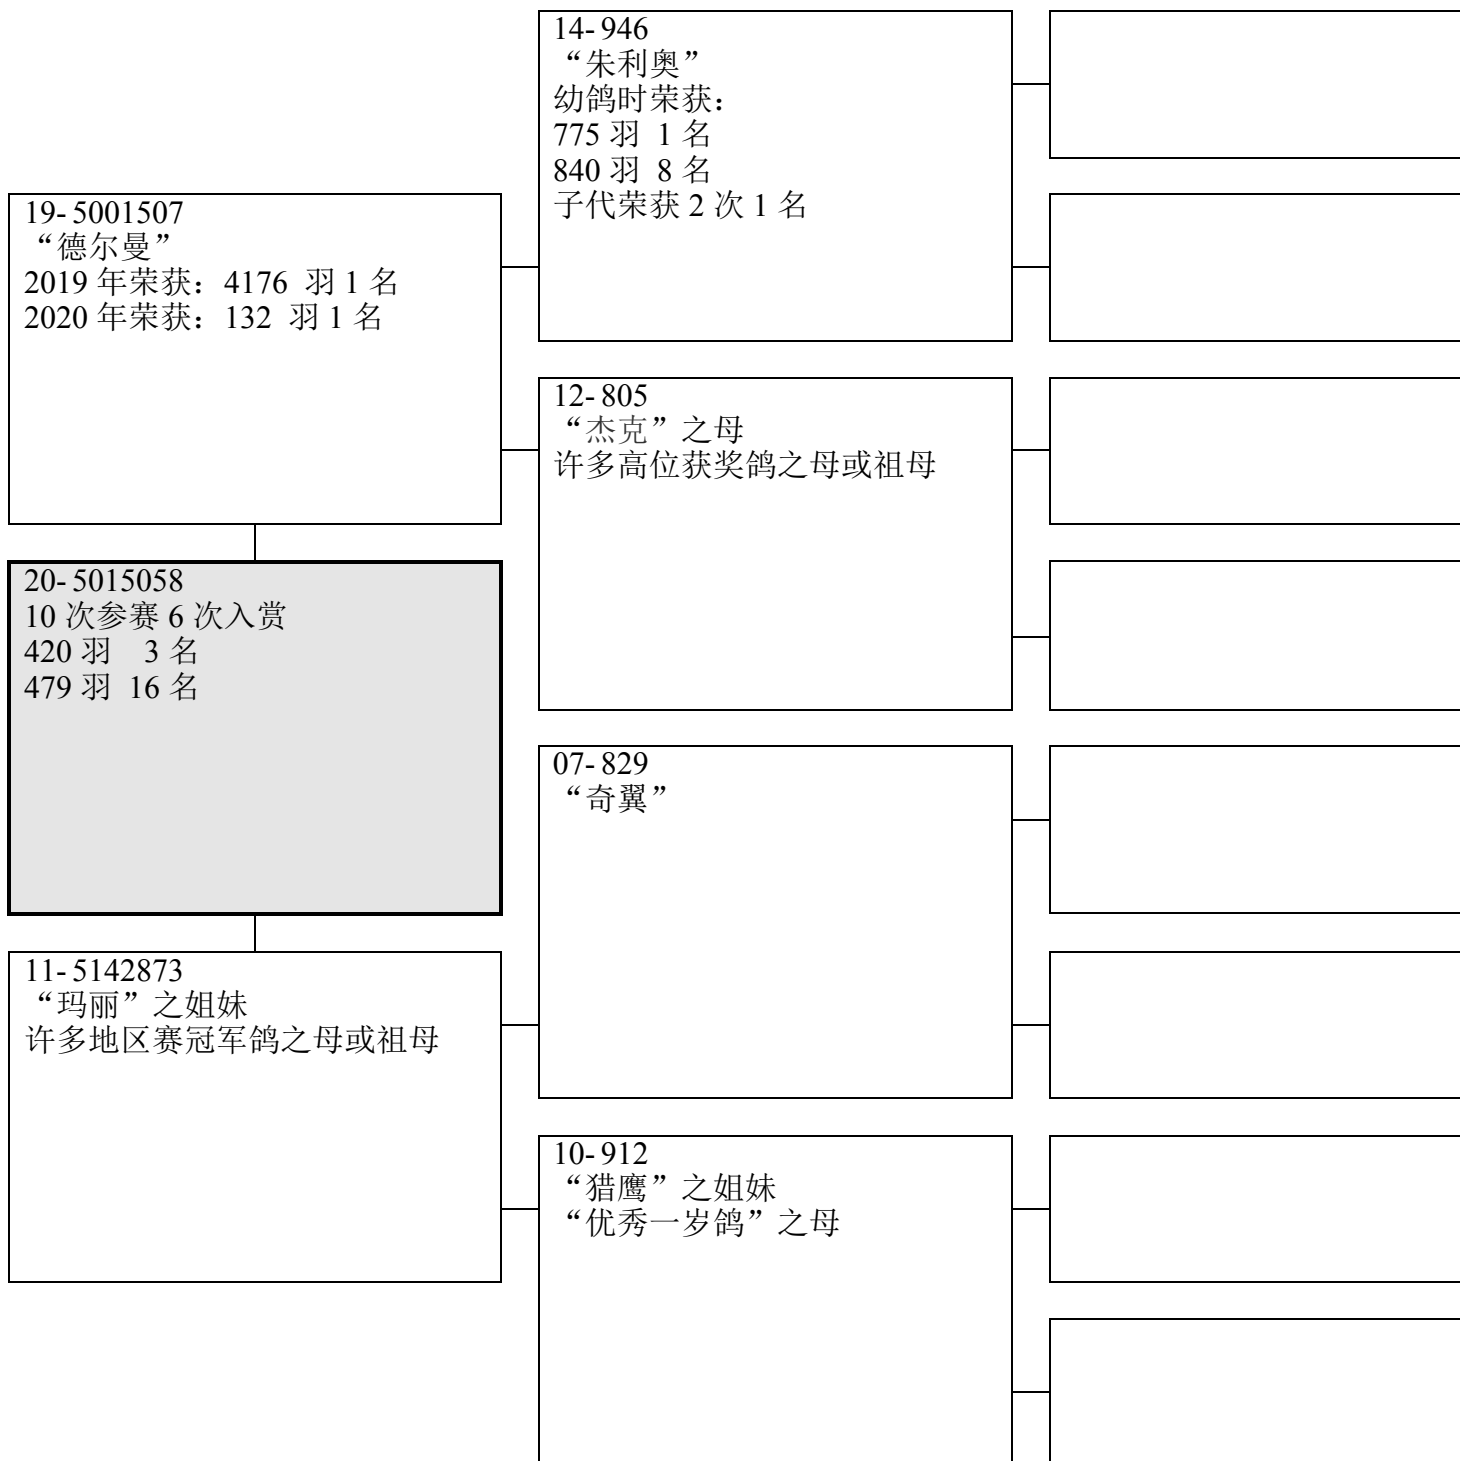 14-946
“朱利奥”
幼鸽时荣获：
775 羽 1 名
840 羽 8 名
子代荣获 2 次 1 名
19-5001507
“德尔曼”
2019 年荣获：4176 羽 1 名
2020 年荣获：132 羽 1 名
12-805
“杰克”之母
许多高位获奖鸽之母或祖母
20-5015058
10 次参赛 6 次入赏
420 羽 3 名
479 羽 16 名
07-829
“奇翼”
11-5142873
“玛丽”之姐妹
许多地区赛冠军鸽之母或祖母
10-912
“猎鹰”之姐妹
“优秀一岁鸽”之母